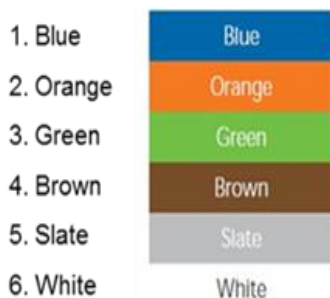 1. Blue Blue
2. Orange Orange
3. Green Green
4. Brown Brown
5. Slate Slate
6. White White